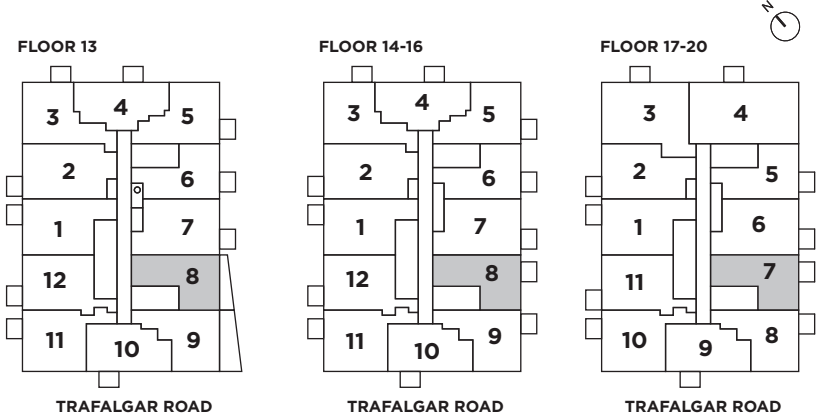 N
FLOOR 13
FLOOR 14-16
FLOOR 17-20
3 4 5
2 6
1 7
12 8
11 10 9
TRAFALGAR ROAD
3 4 5
2 6
1 7
12 8
11 10 9
TRAFALGAR ROAD
3 4
2 5
1 6
11 7
10 9 8
TRAFALGAR ROAD